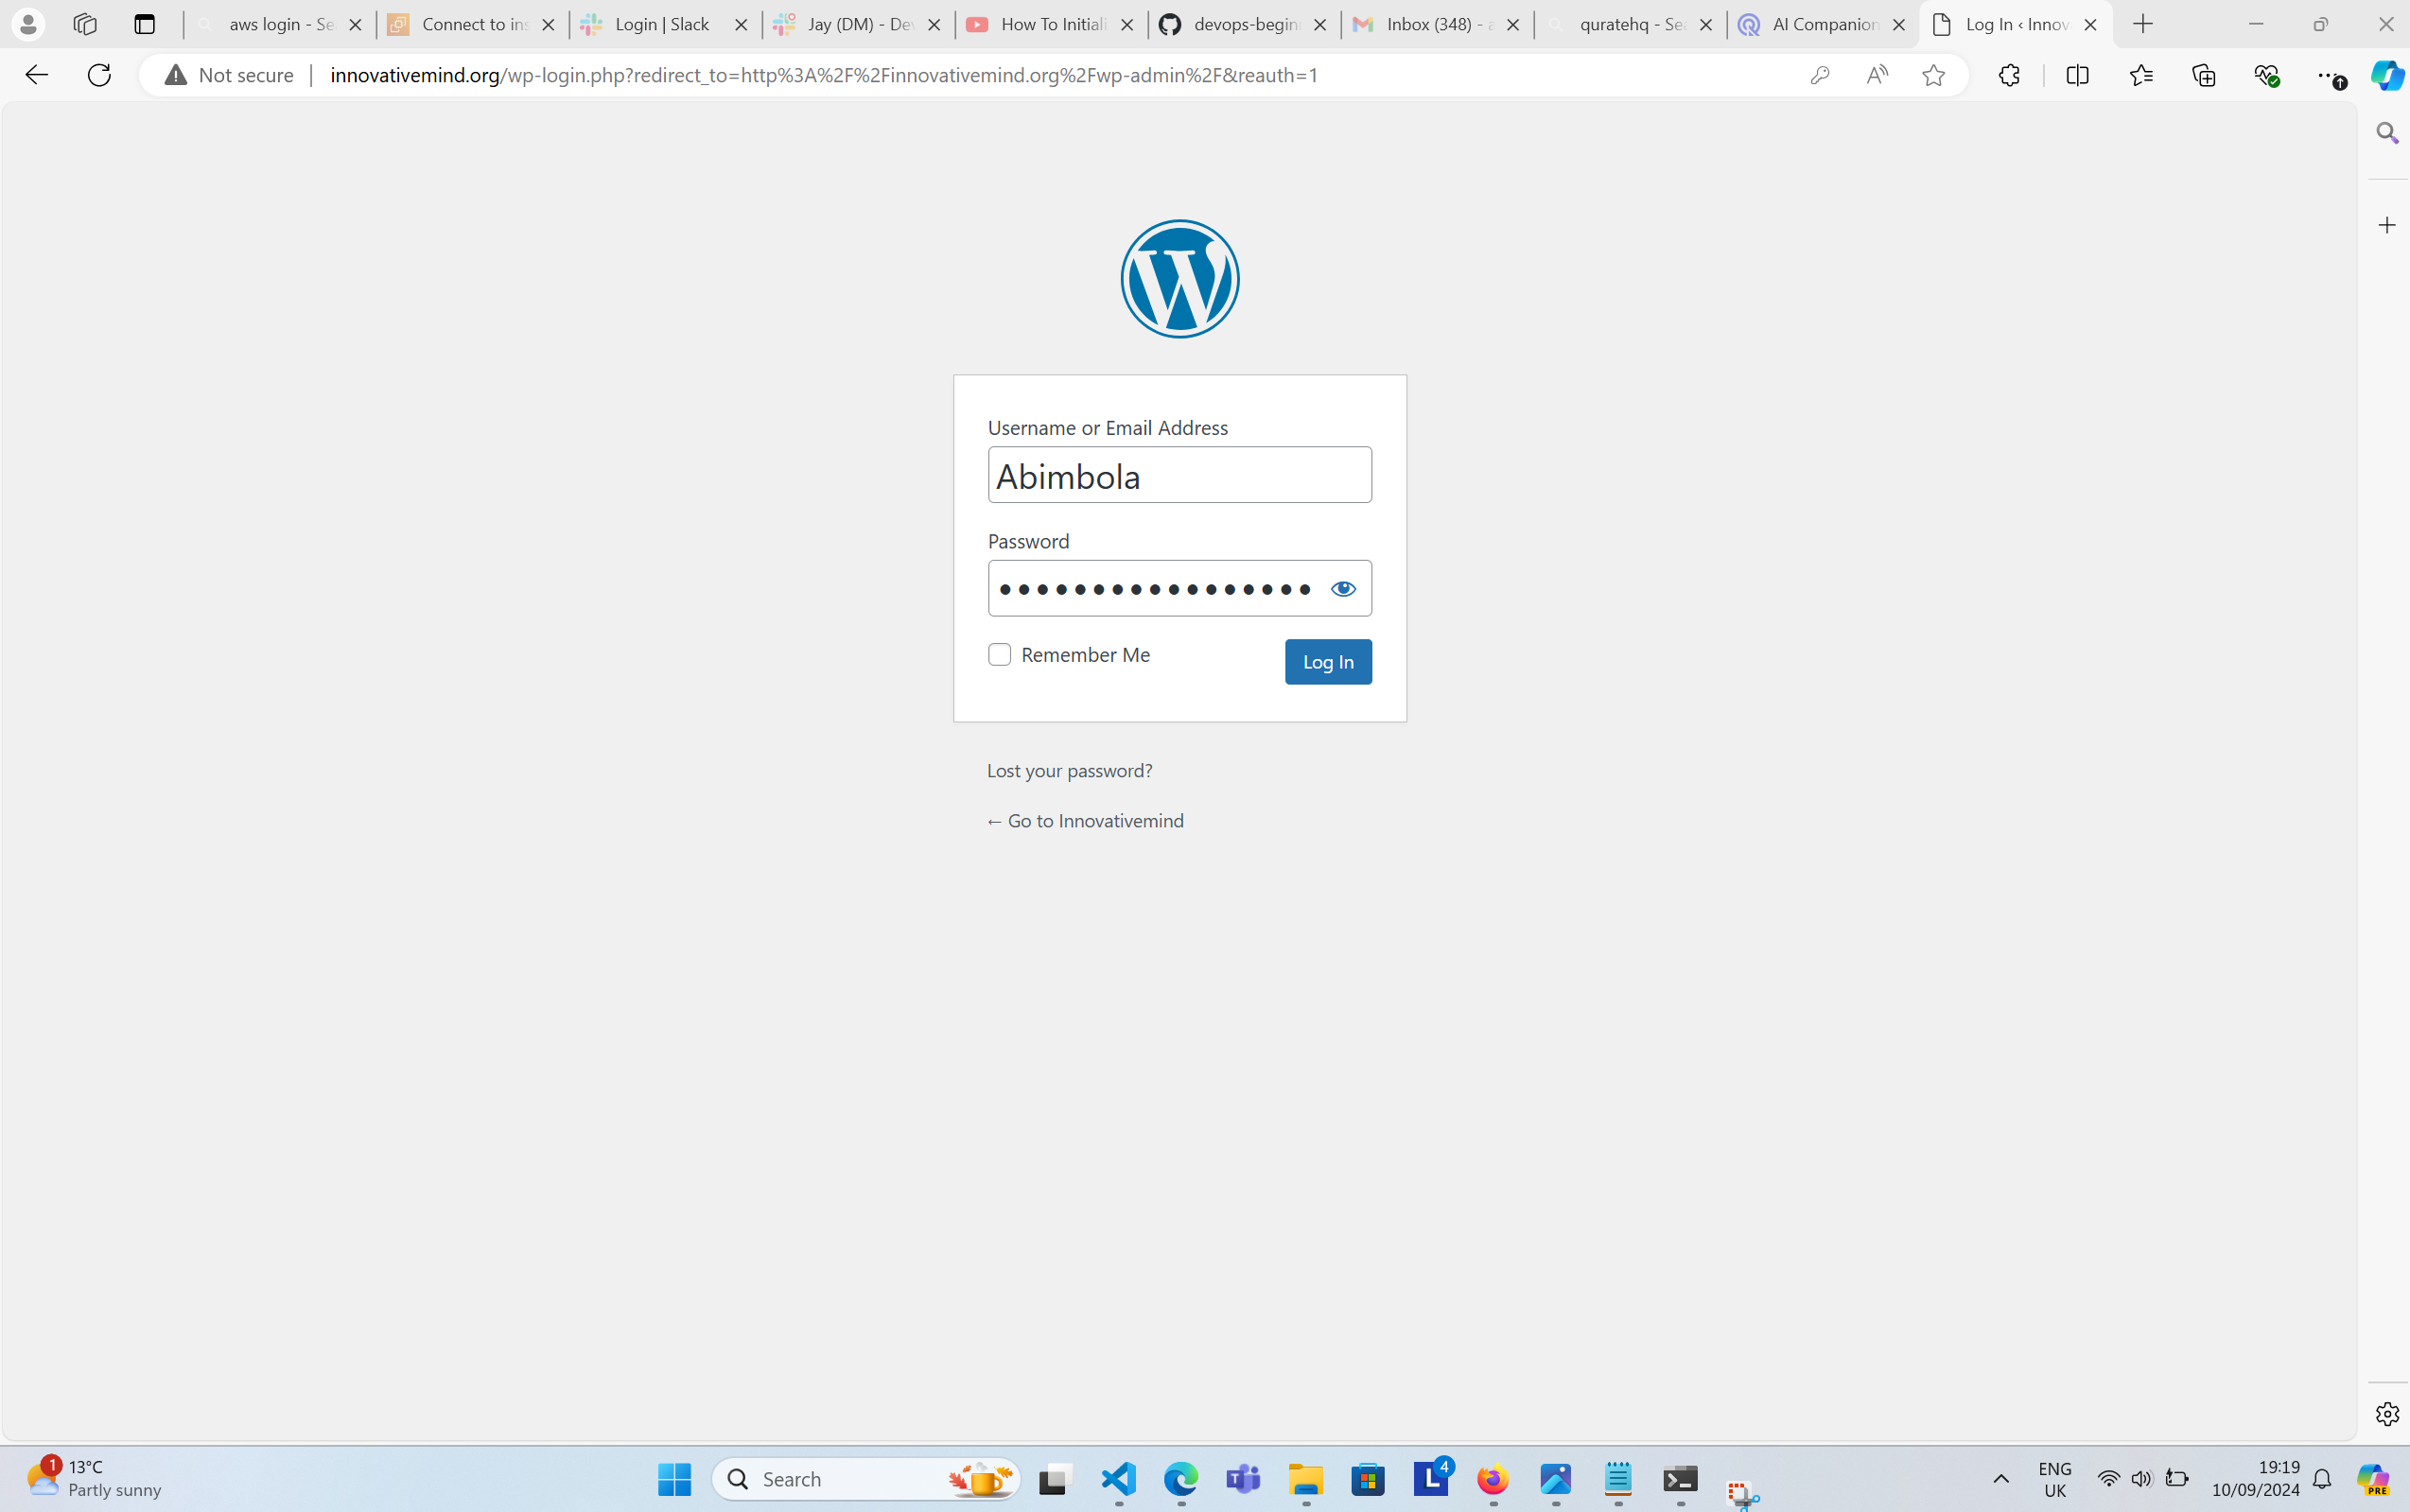 aws login - Se
Connect to ins
Login | Slack
Jay (DM) - Dev
How To Initiali
devops-beginn
Inbox (348) - a
quratehq - Sea
AI Companion
Log In ‹ Innov
Not secure
innovativemind.org/wp-login.php?redirect_to=http%3A%2F%2Finnovativemind.org%2Fwp-admin%2F&reauth=1
Username or Email Address
Abimbola
Password
Remember Me
Log In
Lost your password?
← Go to Innovativemind
1
13°C
Partly sunny
Search
4
ENG
UK
19:19
10/09/2024
PRE